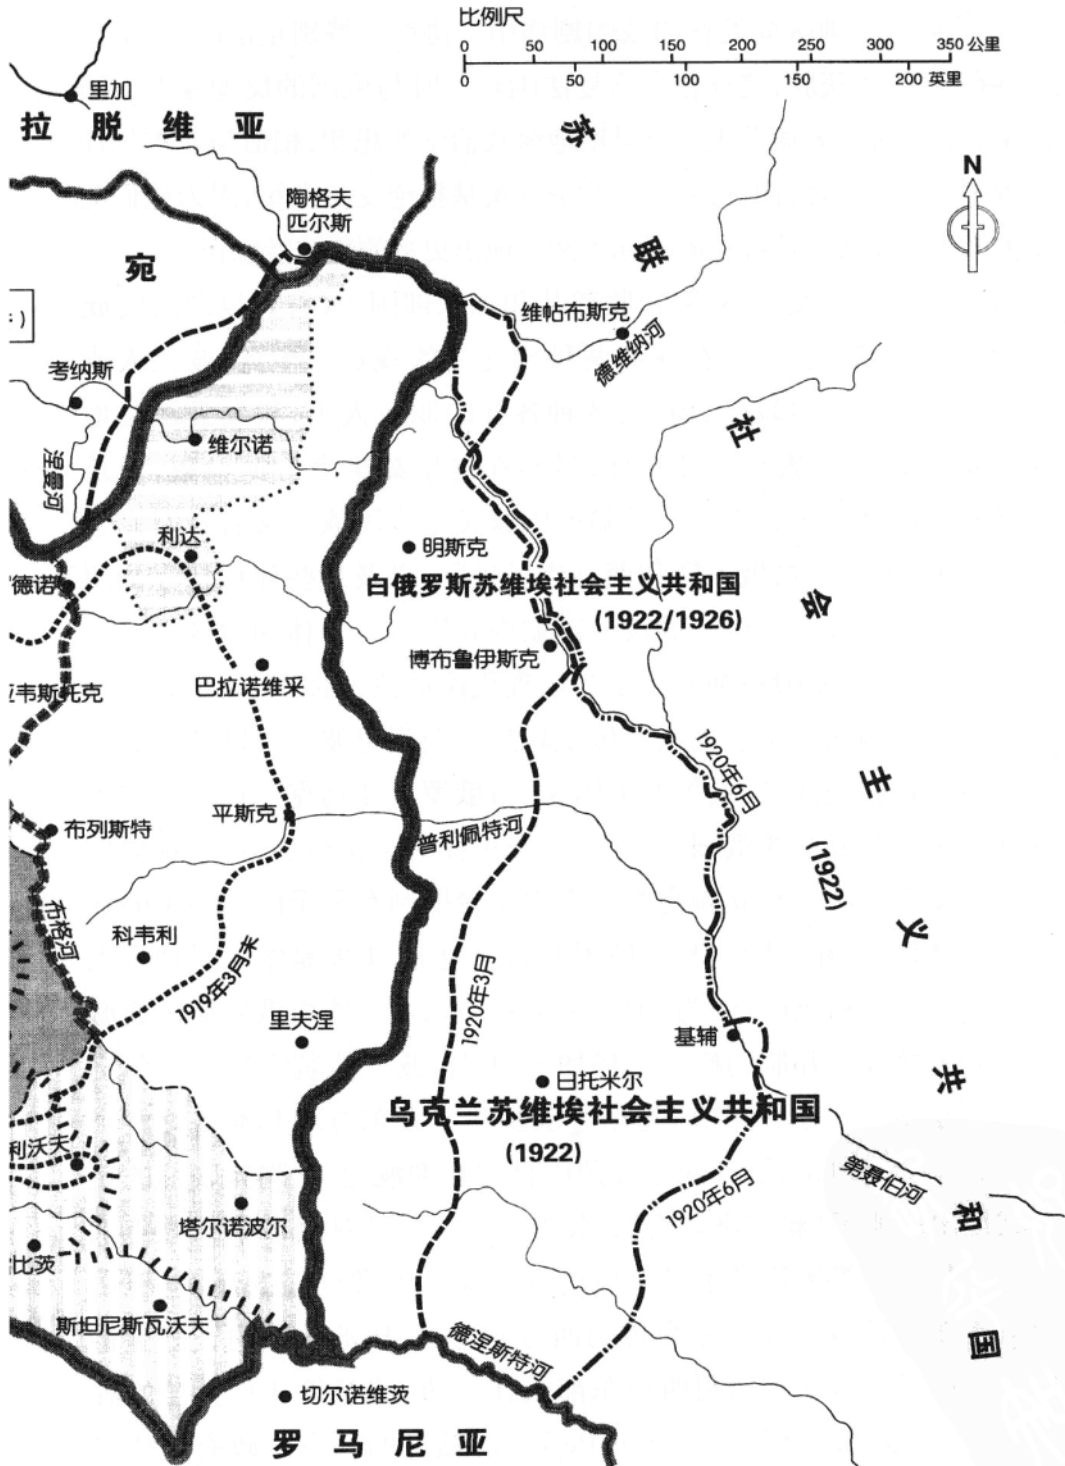 比例尺
0 50 100 150 200 250 300 350 公里
0 50 100 150 200 英里
里加
拉脱维亚
苏联
社会主义共和国
(1922)
N
陶格夫
匹尔斯
宛
维帖布斯克
德维纳河
考纳斯
维尔诺
涅曼河
利达
明斯克
德诺
白俄罗斯苏维埃社会主义共和国
(1922/1926)
博布鲁伊斯克
巴拉诺维采
韦斯托克
1920年6月
平斯克
布列斯特
普利佩特河
布格河
科韦利
1919年3月末
1920年3月
里夫涅
基辅
日托米尔
乌克兰苏维埃社会主义共和国
(1922)
利沃夫
第聂伯河
1920年6月
塔尔诺波尔
比茨
斯坦尼斯瓦沃夫
德涅斯特河
切尔诺维茨
罗马尼亚